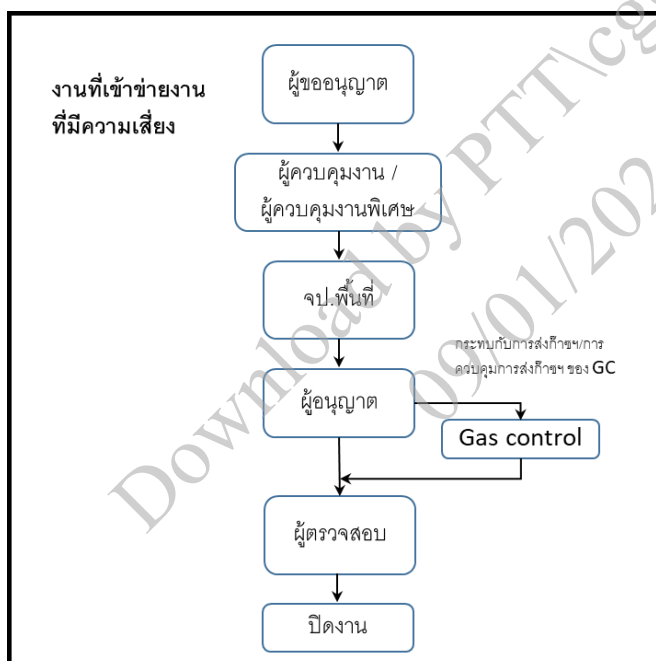 งานที่เข้าข่ายงาน
ที่มีความเสี่ยง
ผู้ขออนุญาต
ผู้ควบคุมงาน /
ผู้ควบคุมงานพิเศษ
จป.พื้นที่
กระทบกับการส่งก๊าซฯ/การ
ควบคุมการส่งก๊าซฯ ของ GC
ผู้อนุญาต
Gas control
ผู้ตรวจสอบ
ปิดงาน
Download by PTT\cg
09/01/202